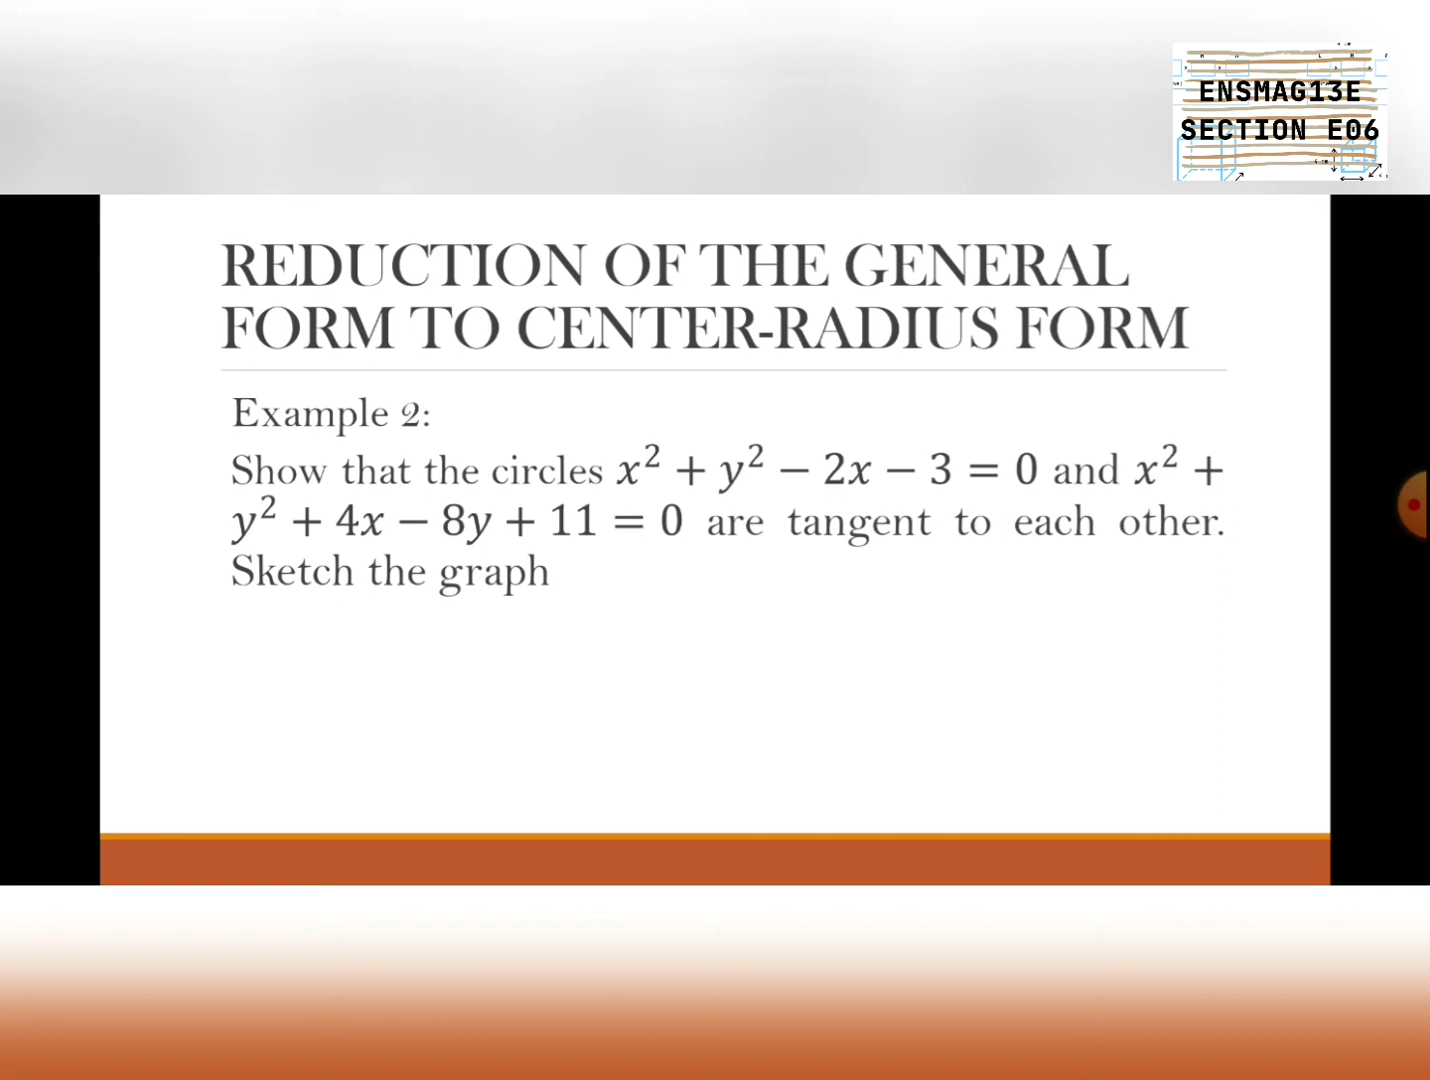 ENSMAG13E
SECTION E06
REDUCTION OF THE GENERAL
FORM TO CENTER-RADIUS FORM
Example 2:
Show that the circles x² + y² − 2x − 3 = 0 and x² +
y² + 4x − 8y + 11 = 0 are tangent to each other.
Sketch the graph